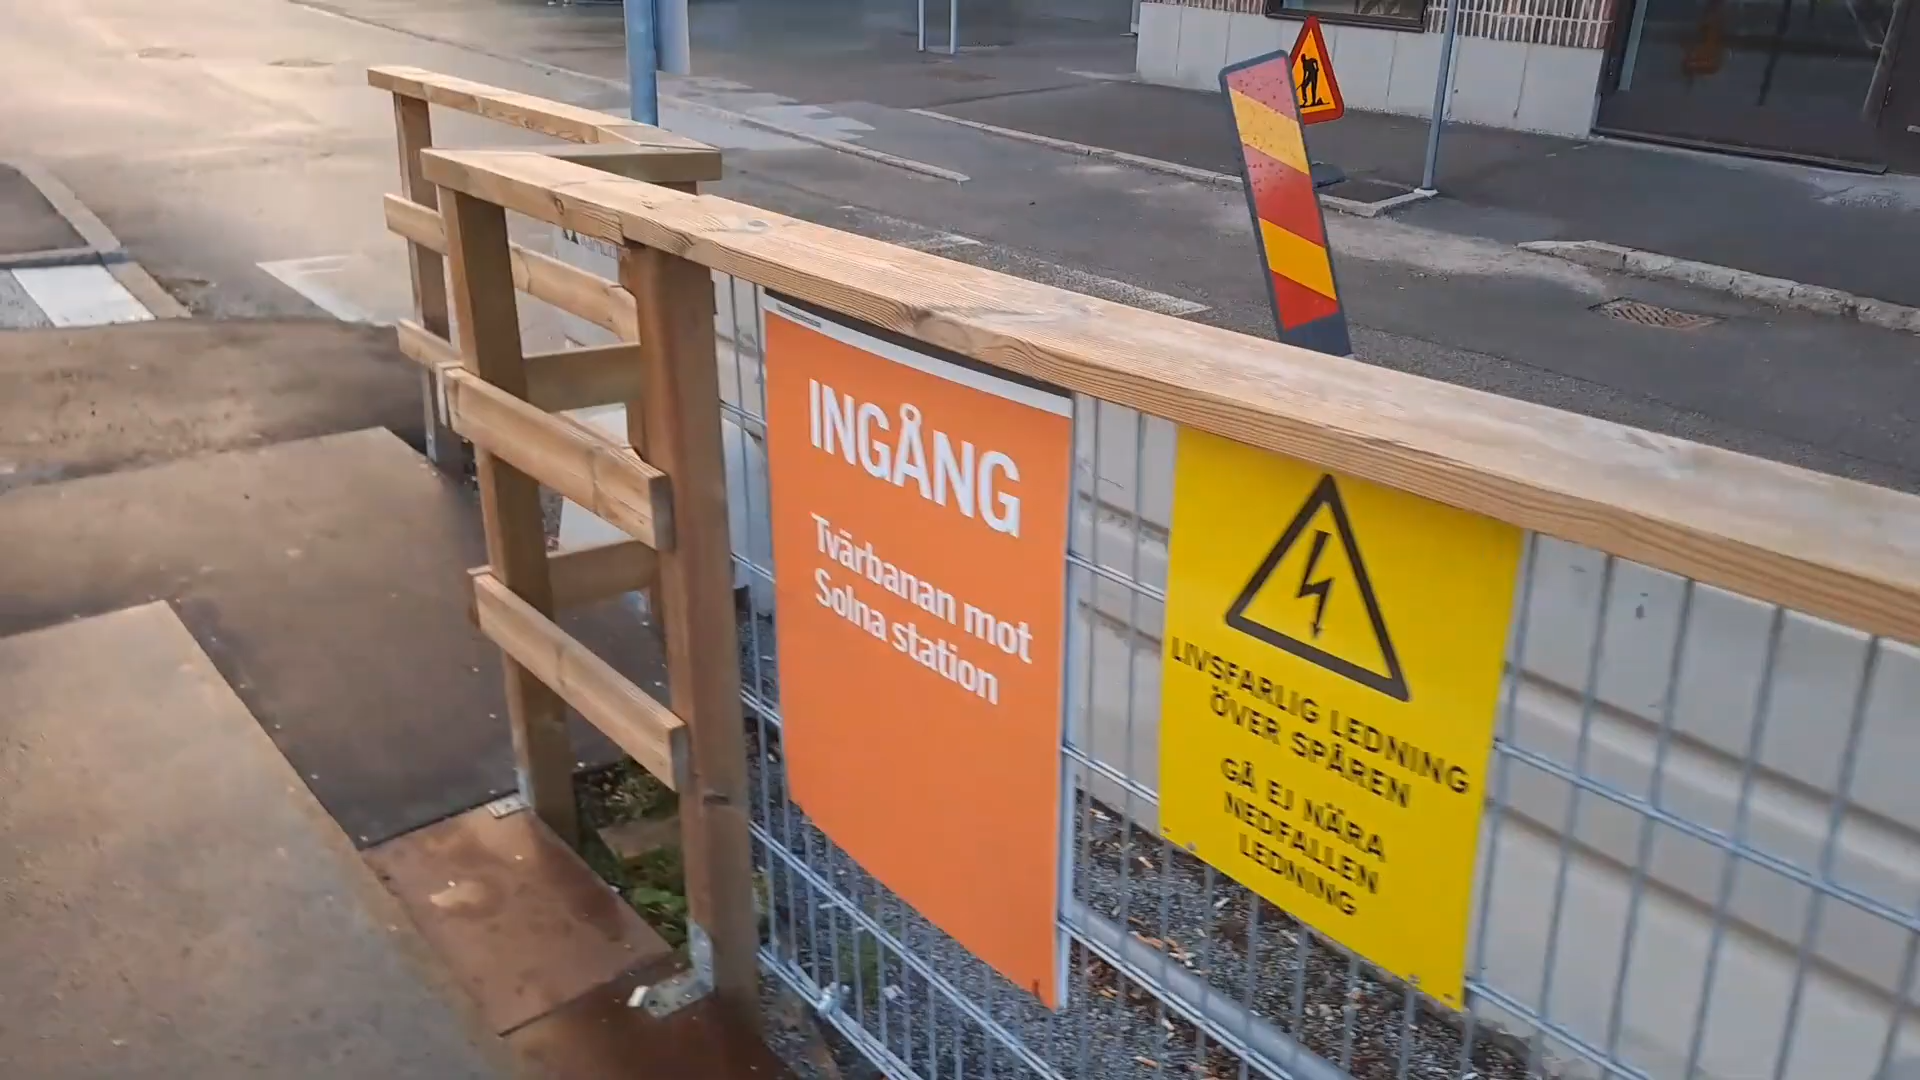 INGÅNG
Tvärbanan mot
Solna station
LIVSFARLIG LEDNING
ÖVER SPÅREN
GÅ EJ NÄRA
NEDFALLEN
LEDNING